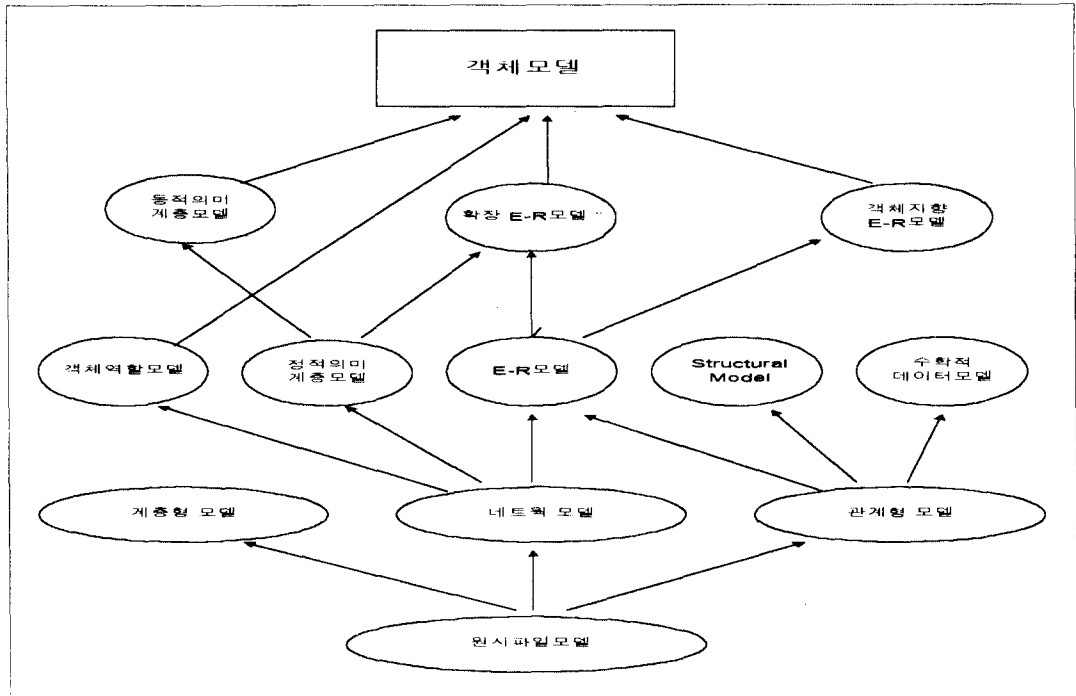 객체모델
동적의미
계층모델
확장 E-R모델
객체지향
E-R모델
객체역할모델
정적의미
계층모델
E-R모델
Structural
Model
수학적
데이터모델
계층형 모델
네트웍 모델
관계형 모델
원시파일모델